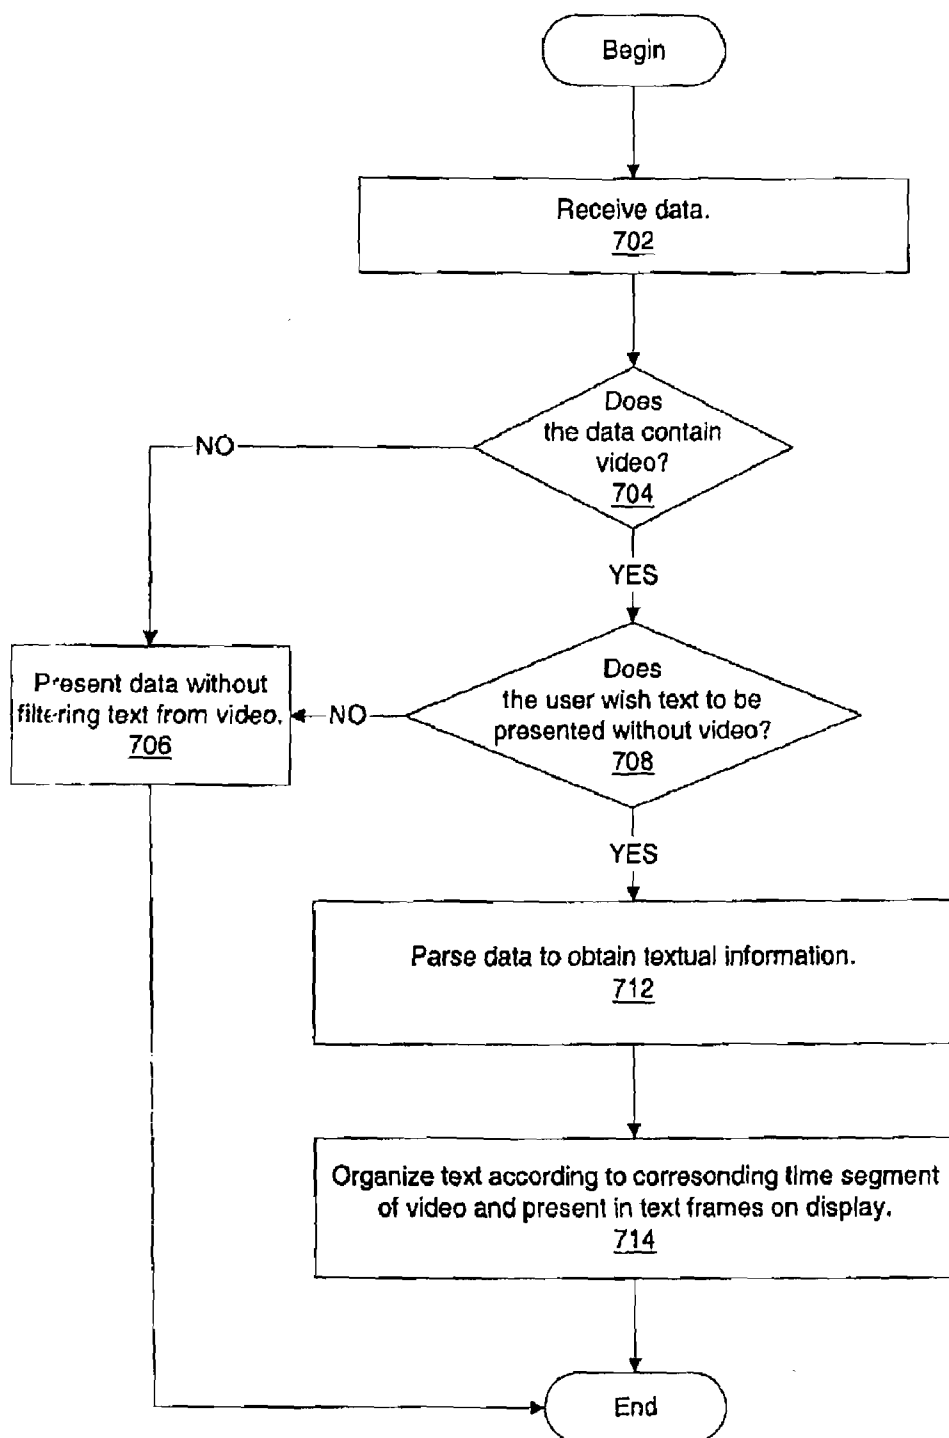 Begin
Receive data.
702
Does
the data contain
video?
704
NO
YES
Present data without
filtering text from video.
706
NO
Does
the user wish text to be
presented without video?
708
YES
Parse data to obtain textual information.
712
Organize text according to corresonding time segment
of video and present in text frames on display.
714
End